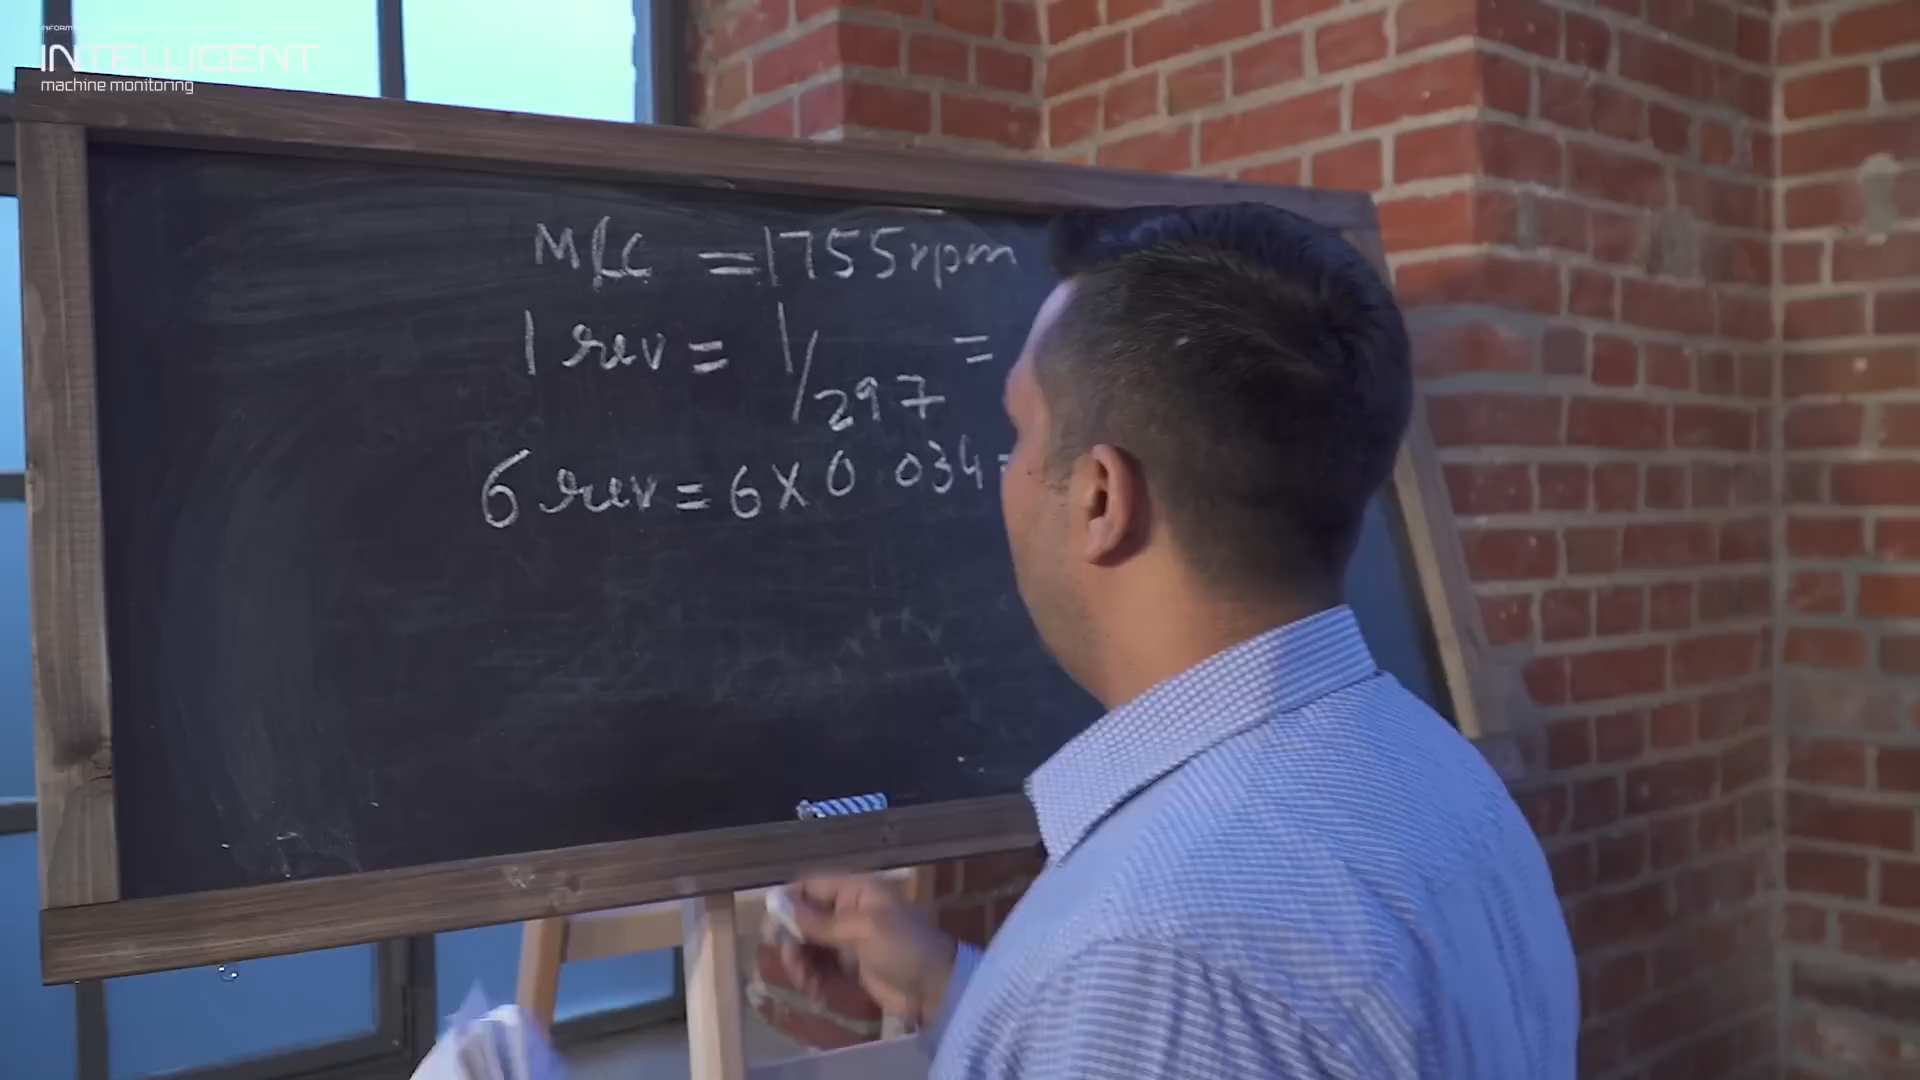 INTELLIGENT
machine monitoring
M/C = 1755 rpm
1 rev = 1/297 =
6 rev = 6 X 0 034 =